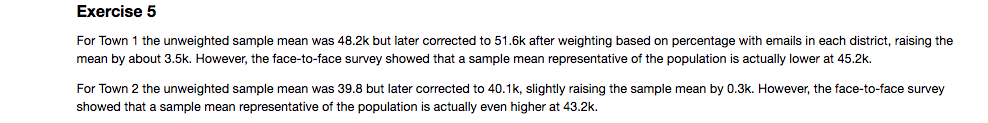 Exercise 5
For Town 1 the unweighted sample mean was 48.2k but later corrected to 51.6k after weighting based on percentage with emails in each district, raising the
mean by about 3.5k. However, the face-to-face survey showed that a sample mean representative of the population is actually lower at 45.2k.
For Town 2 the unweighted sample mean was 39.8 but later corrected to 40.1k, slightly raising the sample mean by 0.3k. However, the face-to-face survey
showed that a sample mean representative of the population is actually even higher at 43.2k.